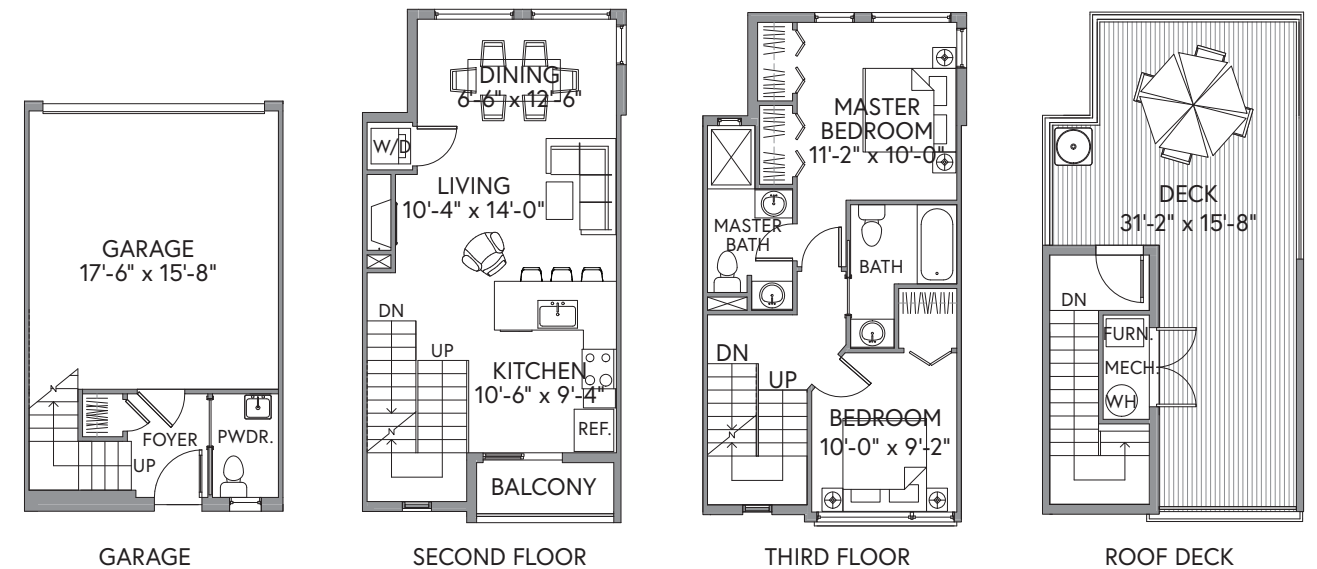 GARAGE
17'-6" x 15'-8"
FOYER
PWDR.
UP
GARAGE
DINING
6'-6" x 12'-6"
W/D
LIVING
10'-4" x 14'-0"
DN
UP
KITCHEN
10'-6" x 9'-4"
REF.
BALCONY
SECOND FLOOR
MASTER
BEDROOM
11'-2" x 10'-0"
MASTER
BATH
BATH
DN
UP
BEDROOM
10'-0" x 9'-2"
THIRD FLOOR
DECK
31'-2" x 15'-8"
DN
FURN.
MECH.
WH
ROOF DECK